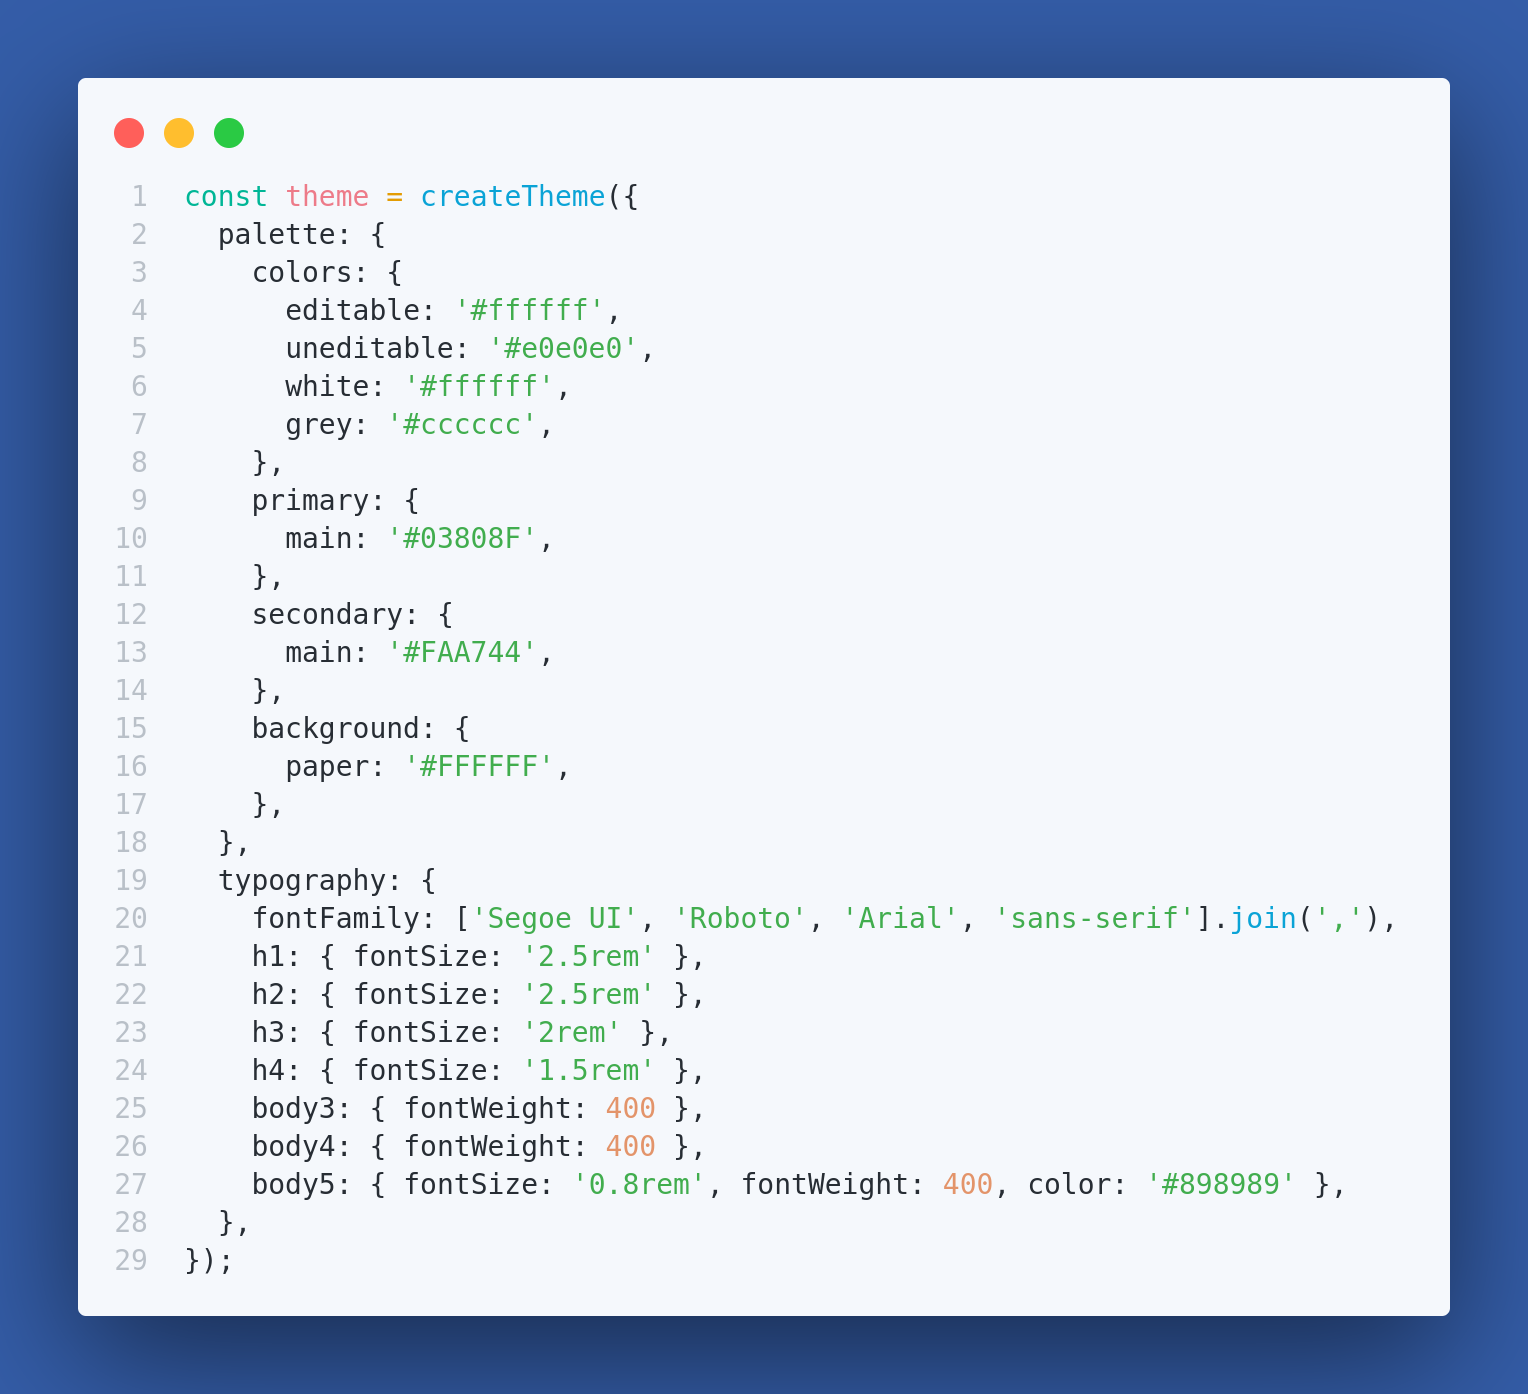 1 const theme = createTheme({
2   palette: {
3     colors: {
4       editable: '#ffffff',
5       uneditable: '#e0e0e0',
6       white: '#ffffff',
7       grey: '#cccccc',
8     },
9     primary: {
10       main: '#03808F',
11     },
12     secondary: {
13       main: '#FAA744',
14     },
15     background: {
16       paper: '#FFFFFF',
17     },
18   },
19   typography: {
20     fontFamily: ['Segoe UI', 'Roboto', 'Arial', 'sans-serif'].join(','),
21     h1: { fontSize: '2.5rem' },
22     h2: { fontSize: '2.5rem' },
23     h3: { fontSize: '2rem' },
24     h4: { fontSize: '1.5rem' },
25     body3: { fontWeight: 400 },
26     body4: { fontWeight: 400 },
27     body5: { fontSize: '0.8rem', fontWeight: 400, color: '#898989' },
28   },
29 });